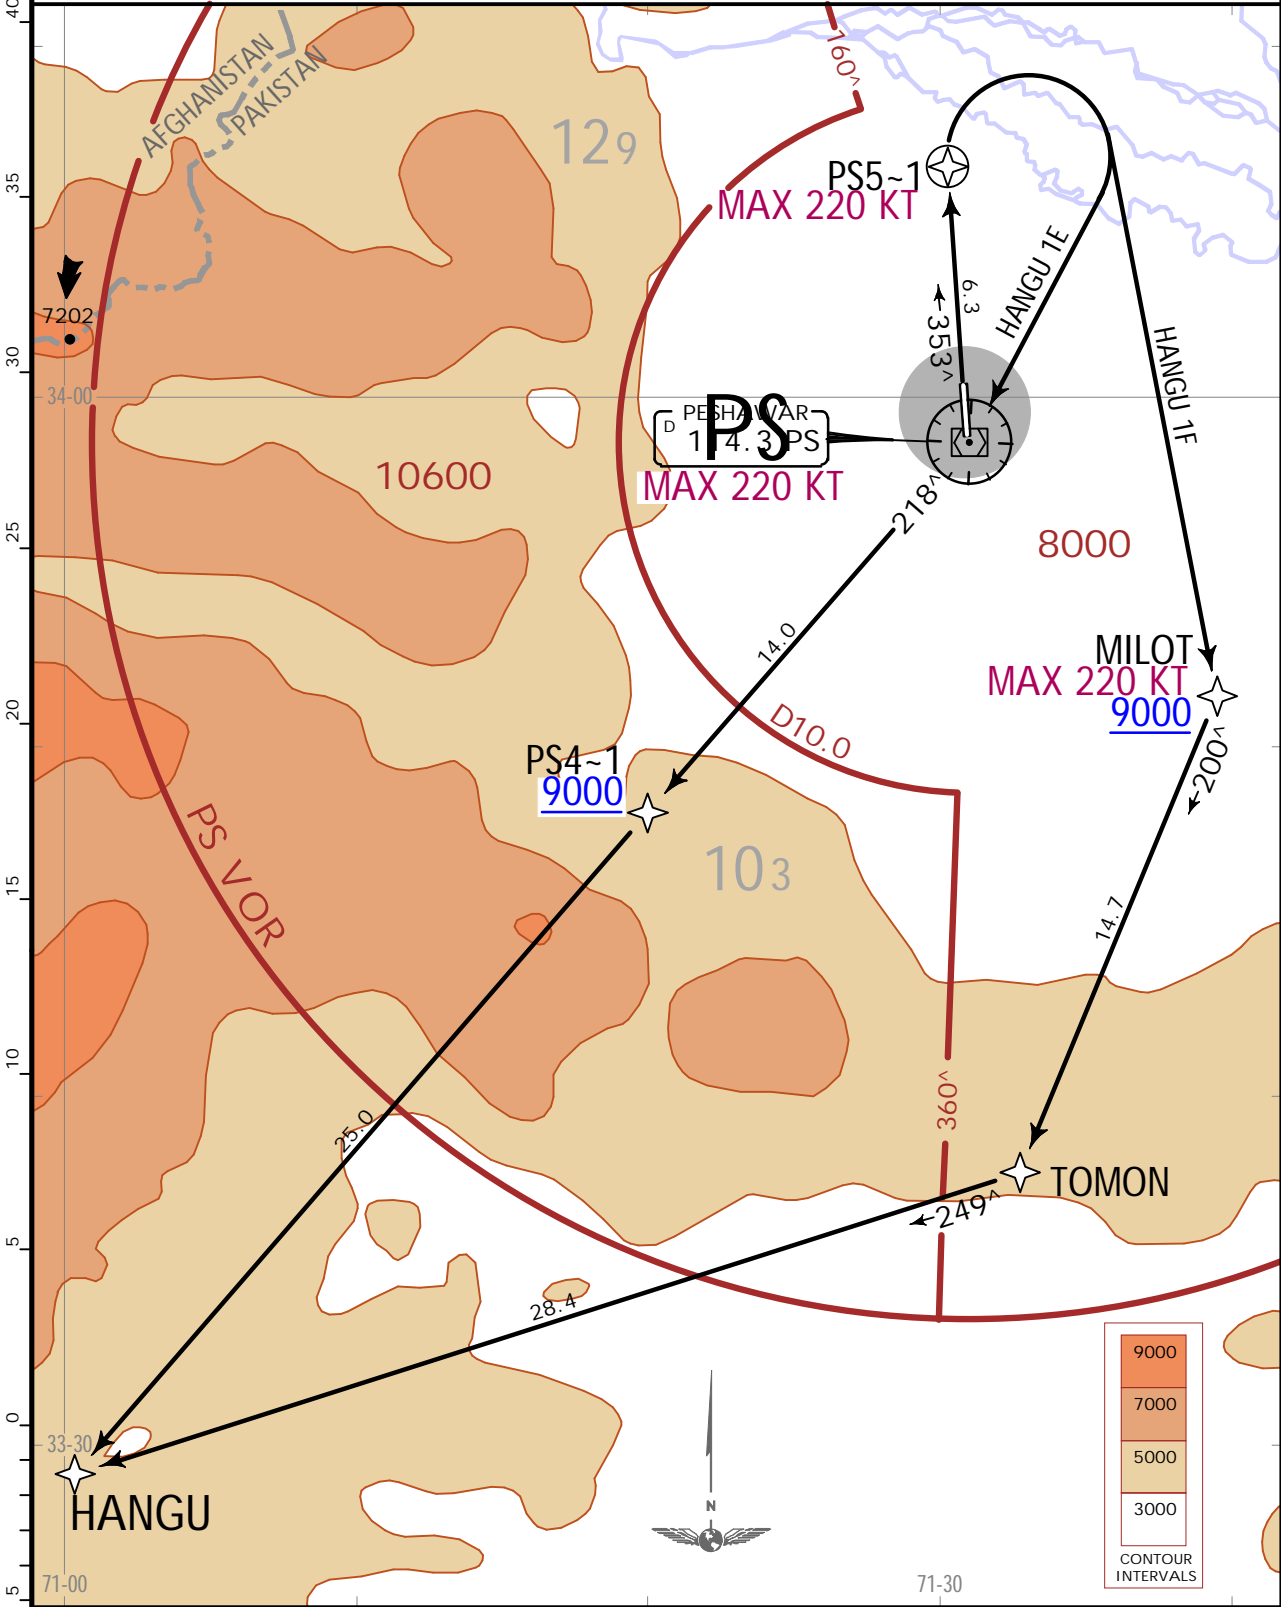 40
160^
AFGHANISTAN
PAKISTAN
129
35
PS5~1
MAX 220 KT
HANGU 1E
6.3
←353^
7202
30
HANGU 1F
34-00
PESHAWAR
D 114.3 PS
PS
MAX 220 KT
10600
218^
25
8000
14.0
MILOT
MAX 220 KT
9000
20
D10.0
←200^
PS4~1
9000
PS VOR
103
15
14.7
10
360^
25.0
TOMON
←249^
5
28.4
0
33-30
HANGU
N
9000
7000
5000
3000
CONTOUR
INTERVALS
5
71-00
71-30